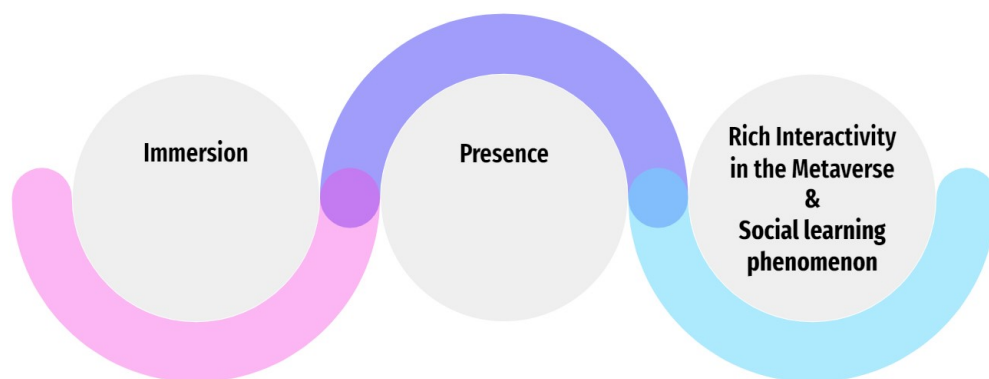 Immersion
Presence
Rich Interactivity
in the Metaverse
&
Social learning
phenomenon